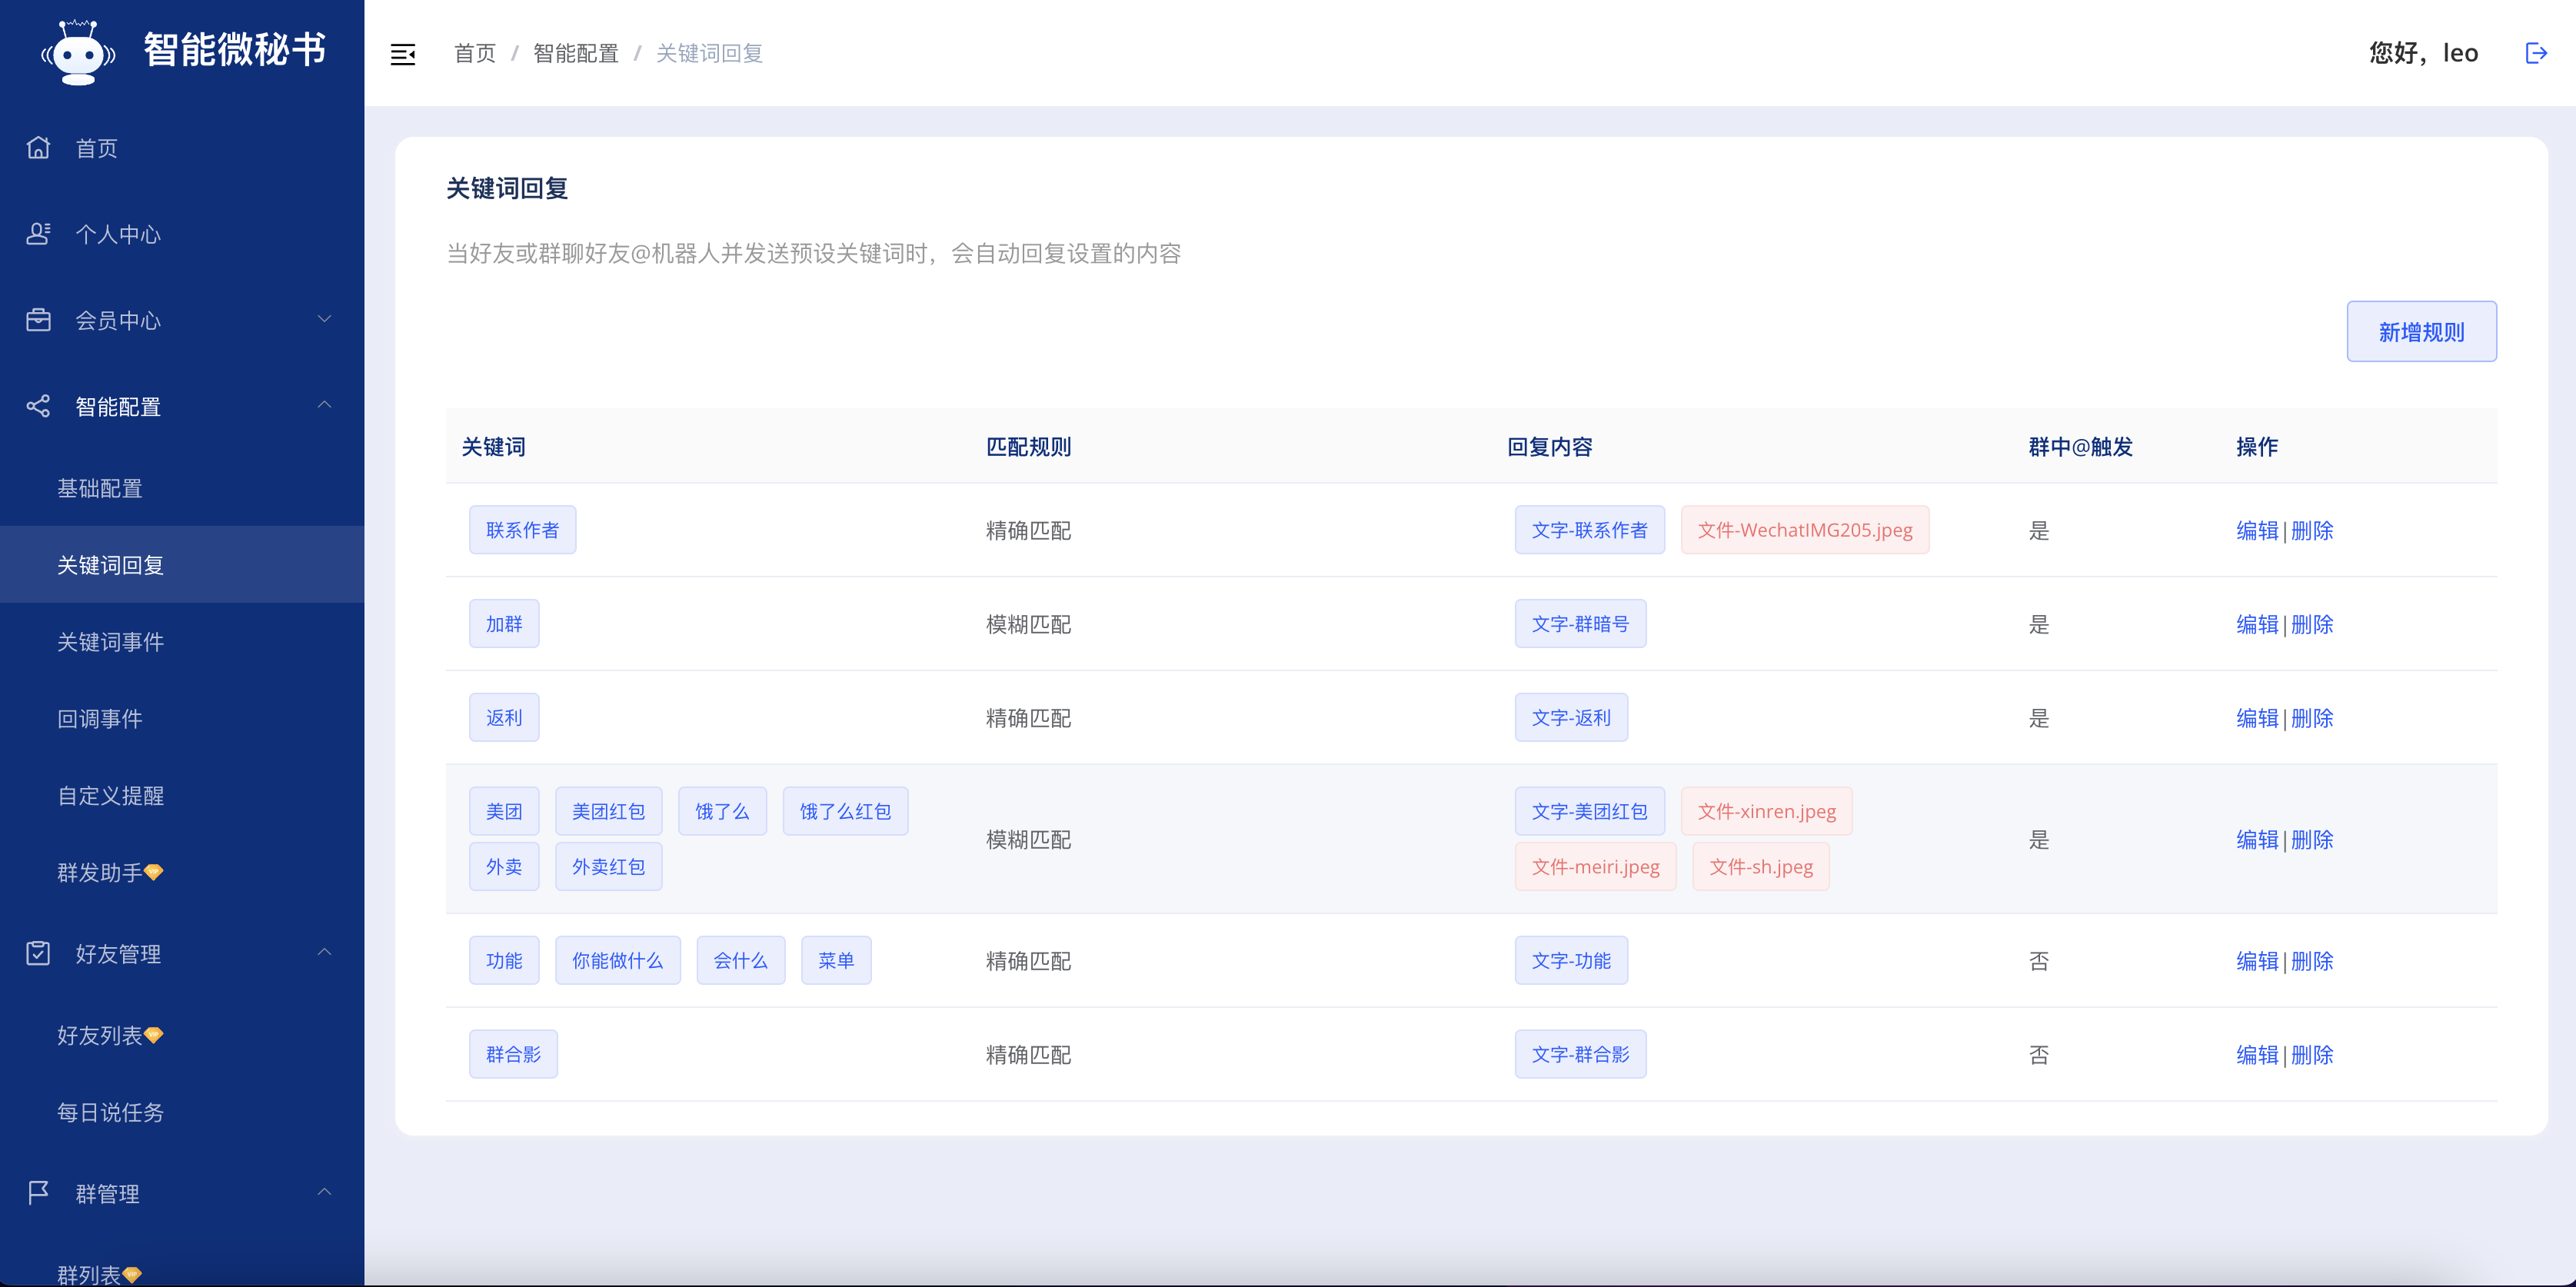 智能微秘书
首页 / 智能配置 / 关键词回复
您好，leo
首页
个人中心
会员中心
智能配置
基础配置
关键词回复
关键词事件
回调事件
自定义提醒
群发助手
好友管理
好友列表
每日说任务
群管理
群列表
关键词回复
当好友或群聊好友@机器人并发送预设关键词时，会自动回复设置的内容
新增规则
关键词 匹配规则 回复内容 群中@触发 操作
联系作者 精确匹配 文字-联系作者 文件-WechatIMG205.jpeg 是 编辑|删除
加群 模糊匹配 文字-群暗号 是 编辑|删除
返利 精确匹配 文字-返利 是 编辑|删除
美团 美团红包 饿了么 饿了么红包 文字-美团红包 文件-xinren.jpeg
模糊匹配 是 编辑|删除
外卖 外卖红包 文件-meiri.jpeg 文件-sh.jpeg
功能 你能做什么 会什么 菜单 精确匹配 文字-功能 否 编辑|删除
群合影 精确匹配 文字-群合影 否 编辑|删除